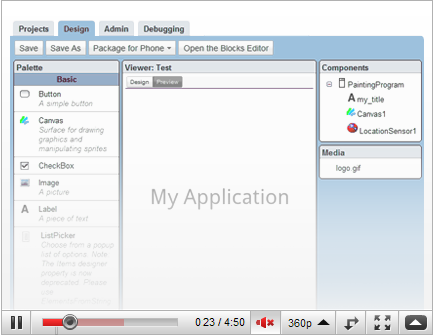 Projects Design Admin Debugging
Save Save As Package for Phone Open the Blocks Editor
Palette
Basic
Button
A simple button
Canvas
Surface for drawing
graphics and
manipulating sprites
CheckBox
Image
A picture
A Label
A piece of text
ListPicker
Choose from a popup
list of options. Note:
The Items designer
property is now
deprecated. Please
use
Viewer: Test
Design Preview
My Application
Components
PaintingProgram
A my_title
Canvas1
LocationSensor1
Media
logo.gif
0:23 / 4:50 360p